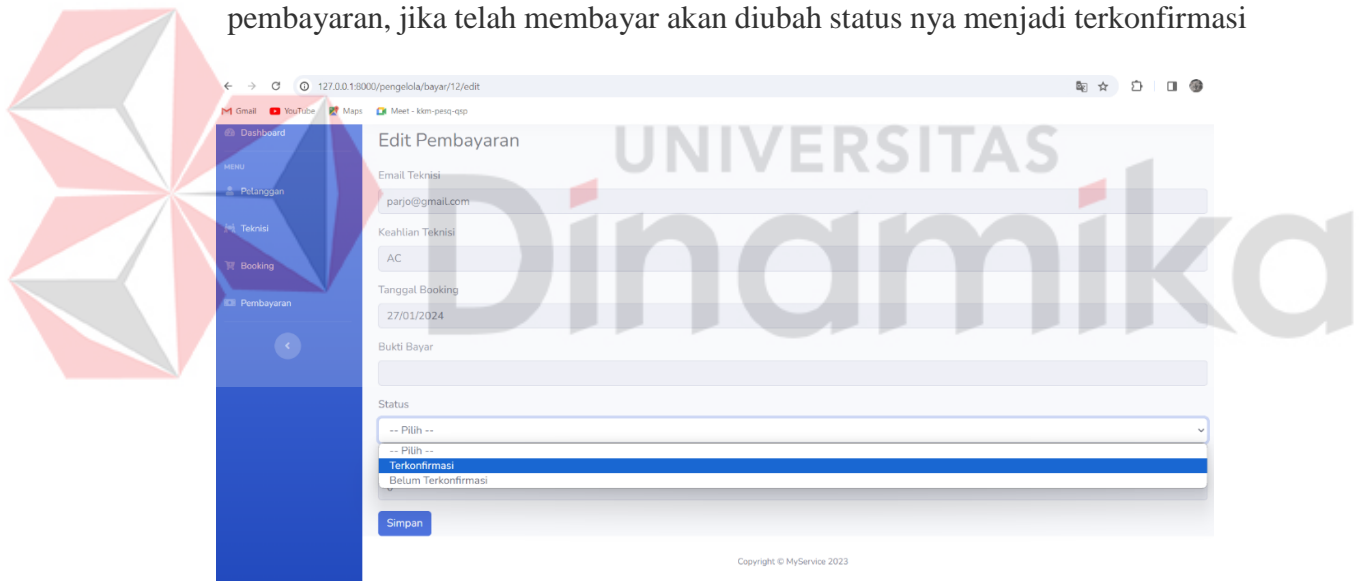 pembayaran, jika telah membayar akan diubah status nya menjadi terkonfirmasi
127.0.0.1:8000/pengelola/bayar/12/edit
Gmail YouTube Maps Meet - kkm-pesq-qsp
UNIVERSITAS
Dinamika
Dashboard
MENU
Pelanggan
Teknisi
Booking
Pembayaran
Edit Pembayaran
Email Teknisi
parjo@gmail.com
Keahlian Teknisi
AC
Tanggal Booking
27/01/2024
Bukti Bayar
Status
-- Pilih --
-- Pilih --
Terkonfirmasi
Belum Terkonfirmasi
Simpan
Copyright © MyService 2023